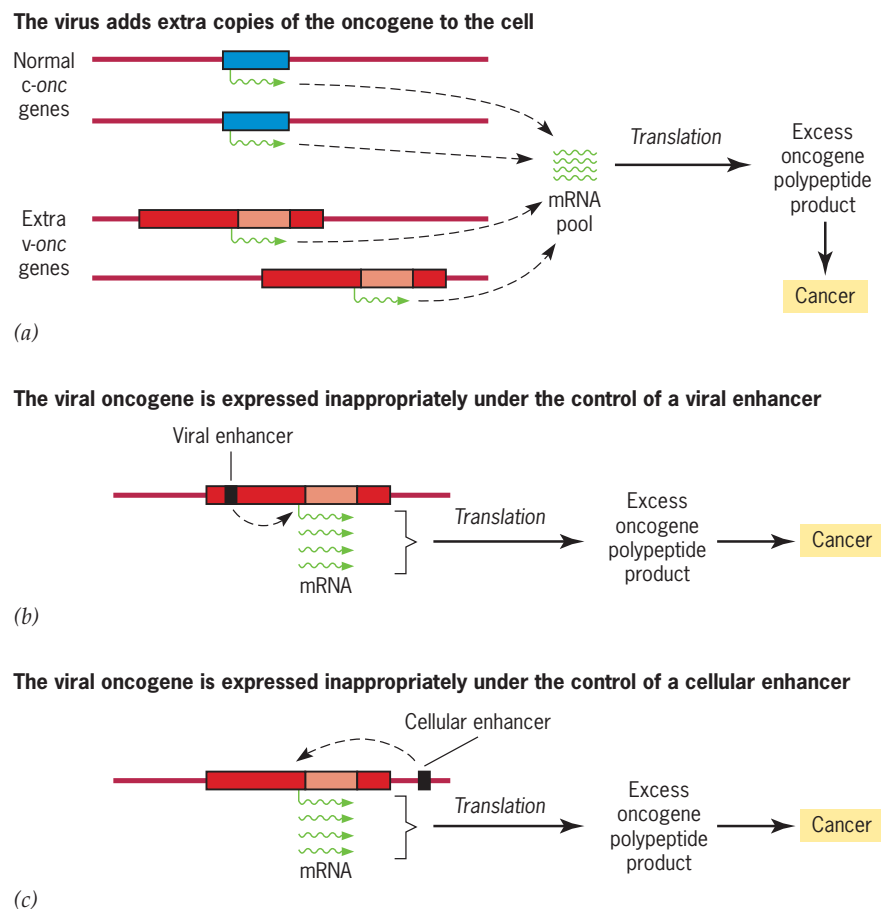 The virus adds extra copies of the oncogene to the cell
Normal
c-onc
genes
Translation
Excess
oncogene
polypeptide
product
mRNA
pool
Extra
v-onc
genes
Cancer
(a)
The viral oncogene is expressed inappropriately under the control of a viral enhancer
Viral enhancer
Translation
Excess
oncogene
polypeptide
product
Cancer
mRNA
(b)
The viral oncogene is expressed inappropriately under the control of a cellular enhancer
Cellular enhancer
Translation
Excess
oncogene
polypeptide
product
Cancer
mRNA
(c)